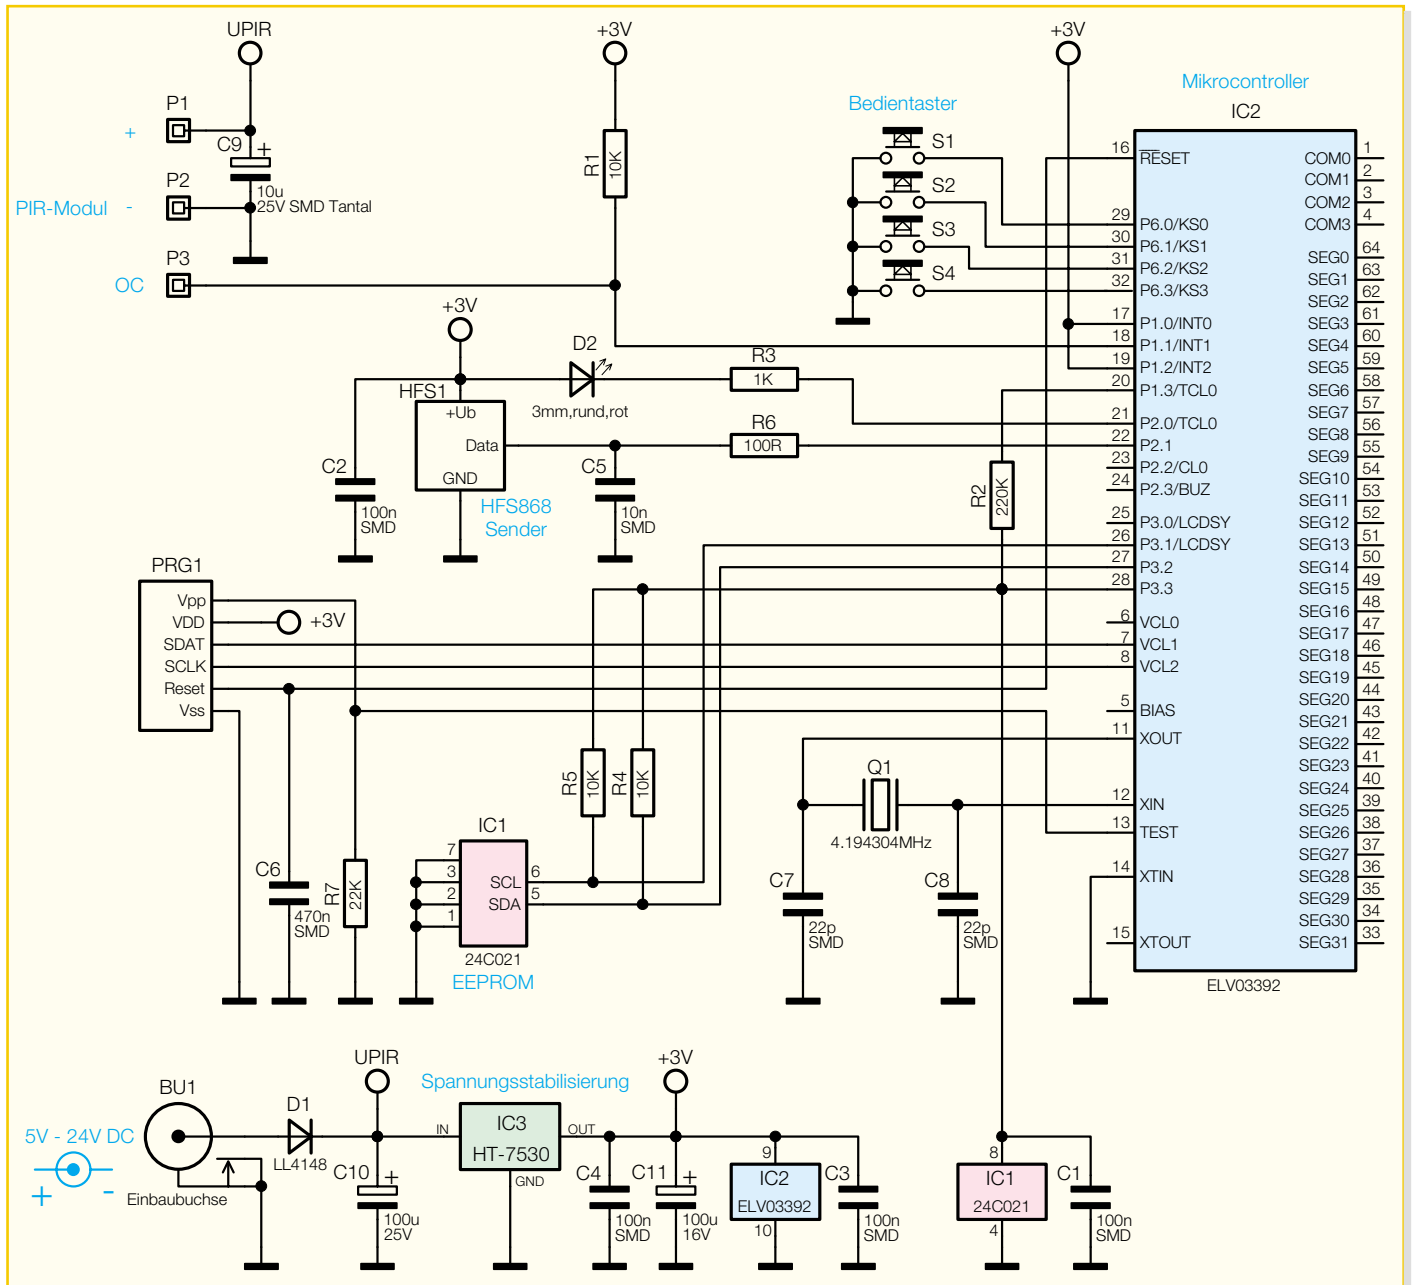 UPIR
+3V
+3V
P1
+
C9
+
10u
25V SMD Tantal
P2
PIR-Modul -
P3
OC
R1
10K
Bedientaster
S1
S2
S3
S4
Mikrocontroller
IC2
16 RESET
29 P6.0/KS0
30 P6.1/KS1
31 P6.2/KS2
32 P6.3/KS3
17 P1.0/INT0
18 P1.1/INT1
19 P1.2/INT2
20 P1.3/TCL0
21 P2.0/TCL0
22 P2.1
23 P2.2/CL0
24 P2.3/BUZ
25 P3.0/LCDSY
26 P3.1/LCDSY
27 P3.2
28 P3.3
6 VCL0
7 VCL1
8 VCL2
5 BIAS
11 XOUT
12 XIN
13 TEST
14 XTIN
15 XTOUT
COM0 1
COM1 2
COM2 3
COM3 4
SEG0 64
SEG1 63
SEG2 62
SEG3 61
SEG4 60
SEG5 59
SEG6 58
SEG7 57
SEG8 56
SEG9 55
SEG10 54
SEG11 53
SEG12 52
SEG13 51
SEG14 50
SEG15 49
SEG16 48
SEG17 47
SEG18 46
SEG19 45
SEG20 44
SEG21 43
SEG22 42
SEG23 41
SEG24 40
SEG25 39
SEG26 38
SEG27 37
SEG28 36
SEG29 35
SEG30 34
SEG31 33
ELV03392
+3V
D2
3mm,rund,rot
R3
1K
HFS1
+Ub
Data
GND
HFS868
Sender
R6
100R
C2
100n
SMD
C5
10n
SMD
R2
220K
PRG1
Vpp
VDD
SDAT
SCLK
Reset
Vss
+3V
R5
10K
R4
10K
Q1
4.194304MHz
C7
22p
SMD
C8
22p
SMD
C6
470n
SMD
R7
22K
IC1
7
3
2
1
SCL 6
SDA 5
24C021
EEPROM
UPIR
+3V
Spannungsstabilisierung
BU1
5V - 24V DC
+ -
Einbaubuchse
D1
LL4148
C10
+
100u
25V
IN
IC3
HT-7530
OUT
GND
C4
100n
SMD
C11
+
100u
16V
9
IC2
ELV03392
10
C3
100n
SMD
8
IC1
24C021
4
C1
100n
SMD